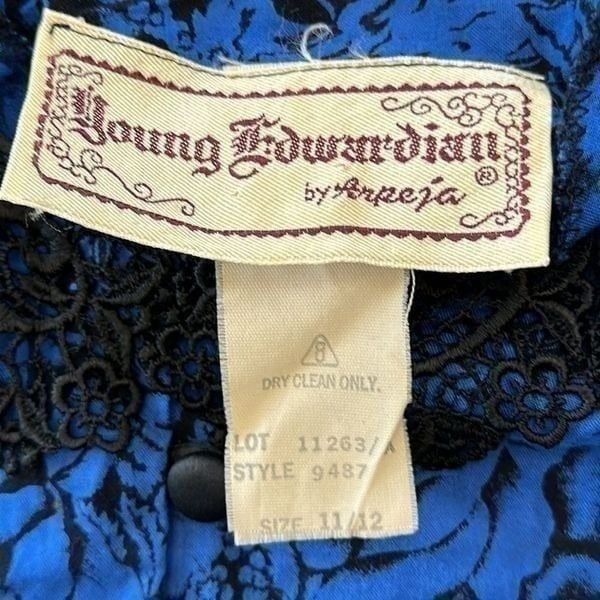 Young Edwardian
by Arpeja ®
DRY CLEAN ONLY.
LOT 11263/A
STYLE 9487
SIZE 11/12